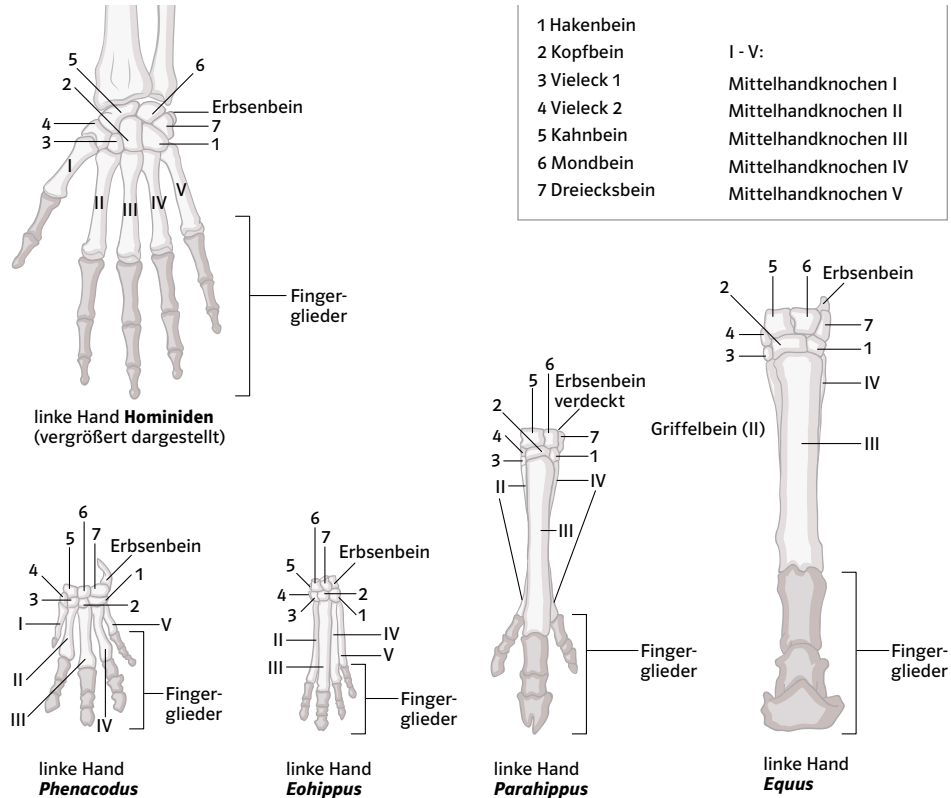 1 Hakenbein
2 Kopfbein
3 Vieleck 1
4 Vieleck 2
5 Kahnbein
6 Mondbein
7 Dreiecksbein
I - V:
Mittelhandknochen I
Mittelhandknochen II
Mittelhandknochen III
Mittelhandknochen IV
Mittelhandknochen V
5
6
2
Erbsenbein
4
7
3
1
I
II
III
IV
V
Finger-
glieder
linke Hand Hominiden
(vergrößert dargestellt)
6
5
7
Erbsenbein
4
1
3
2
I
V
II
III
IV
Finger-
glieder
linke Hand
Phenacodus
6
7
5
Erbsenbein
4
2
3
1
II
IV
III
V
Finger-
glieder
linke Hand
Eohippus
6
5
Erbsenbein
verdeckt
2
4
7
3
1
II
IV
III
Finger-
glieder
linke Hand
Parahippus
5
6
Erbsenbein
2
4
7
3
1
IV
Griffelbein (II)
III
Finger-
glieder
linke Hand
Equus